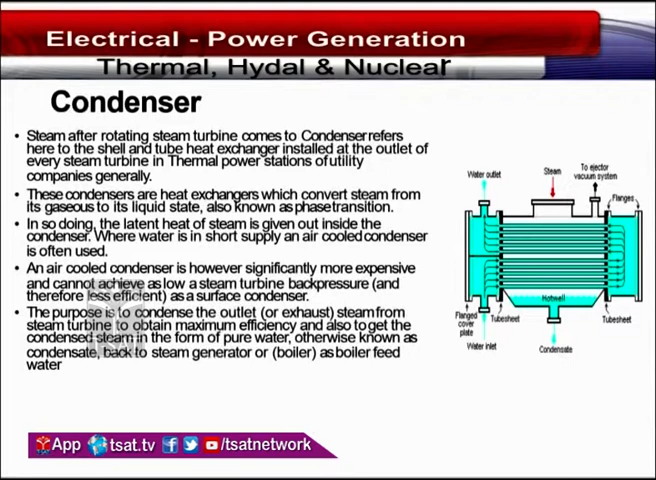 Electrical - Power Generation
Thermal, Hydal & Nuclear
Condenser
• Steam after rotating steam turbine comes to Condenser refers
here to the shell and tube heat exchanger installed at the outlet of
every steam turbine in Thermal power stations of utility
companies generally.
• These condensers are heat exchangers which convert steam from
its gaseous to its liquid state, also known as phase transition.
• In so doing, the latent heat of steam is given out inside the
condenser. Where water is in short supply an air cooled condenser
is often used.
• An air cooled condenser is however significantly more expensive
and cannot achieve as low a steam turbine backpressure (and
therefore less efficient) as a surface condenser.
• The purpose is to condense the outlet (or exhaust) steam from
steam turbine to obtain maximum efficiency and also to get the
condensed steam in the form of pure water, otherwise known as
condensate, back to steam generator or (boiler) as boiler feed
water
Water outlet
Steam
To ejector
vacuum system
Flanges
Hotwell
Flanged
cover
plate
Tubesheet
Tubesheet
Water inlet
Condensate
App tsat.tv /tsatnetwork